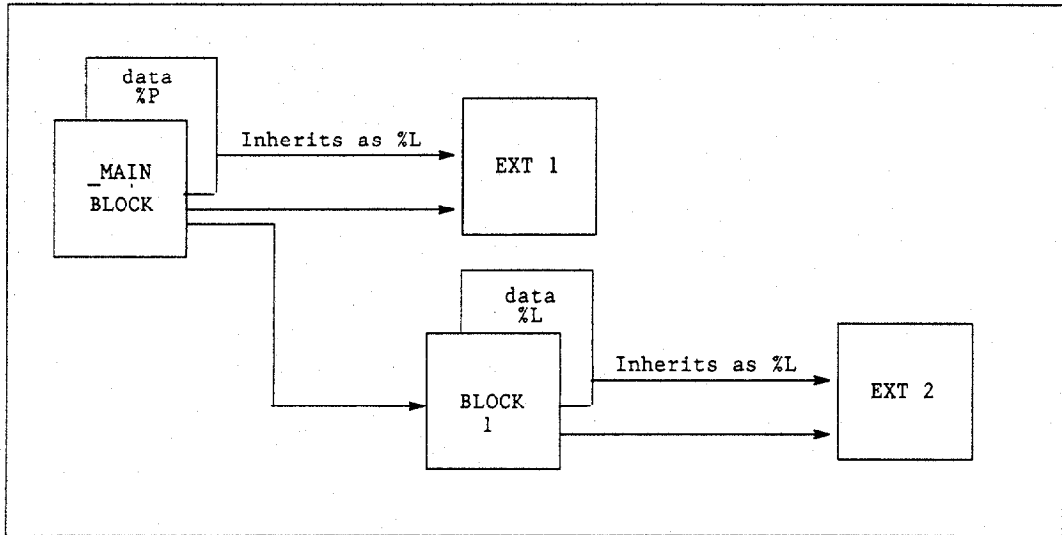 data
%P
_MAIN
BLOCK
Inherits as %L
EXT 1
data
%L
BLOCK
1
Inherits as %L
EXT 2